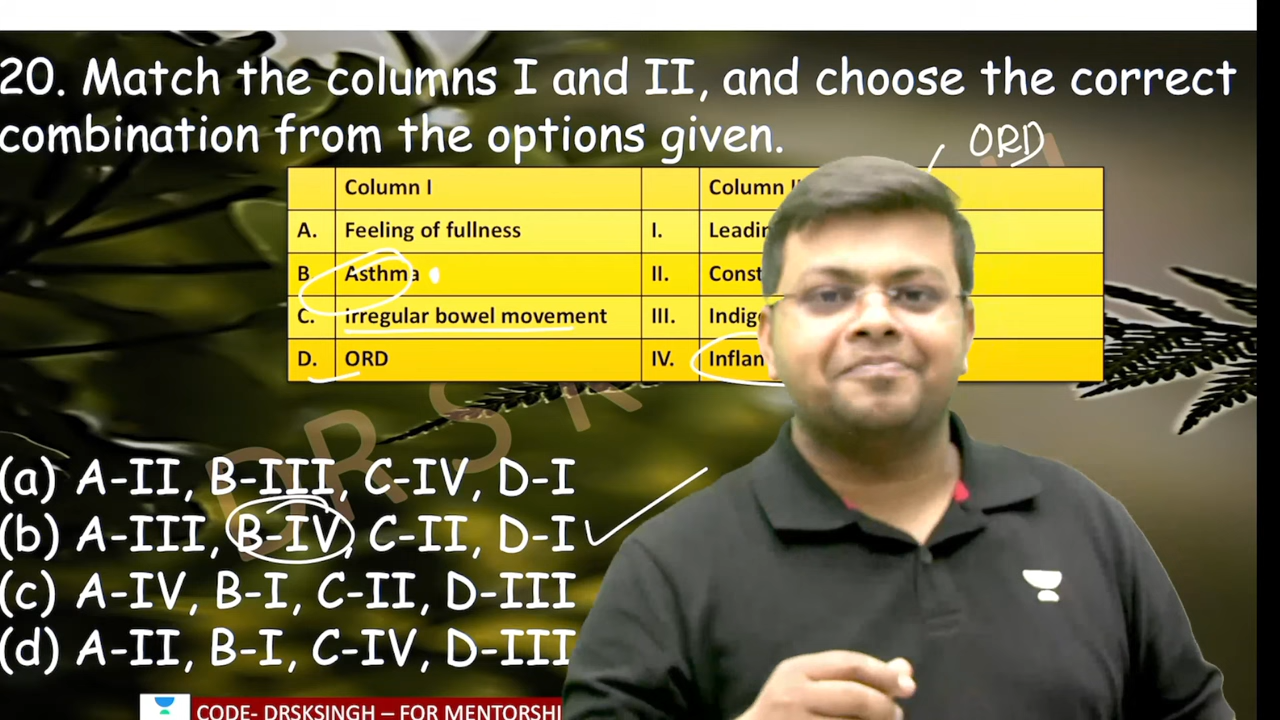 20. Match the columns I and II, and choose the correct
combination from the options given.
ORD
Column I Column
A. Feeling of fullness I.
B Asthma II.
C. irregular bowel movement III.
D. ORD IV.
DR S K
(a) A-II, B-III, C-IV, D-I
(b) A-III, B-IV, C-II, D-I
(c) A-IV, B-I, C-II, D-III
(d) A-II, B-I, C-IV, D-III
CODE- DRSKSINGH – FOR